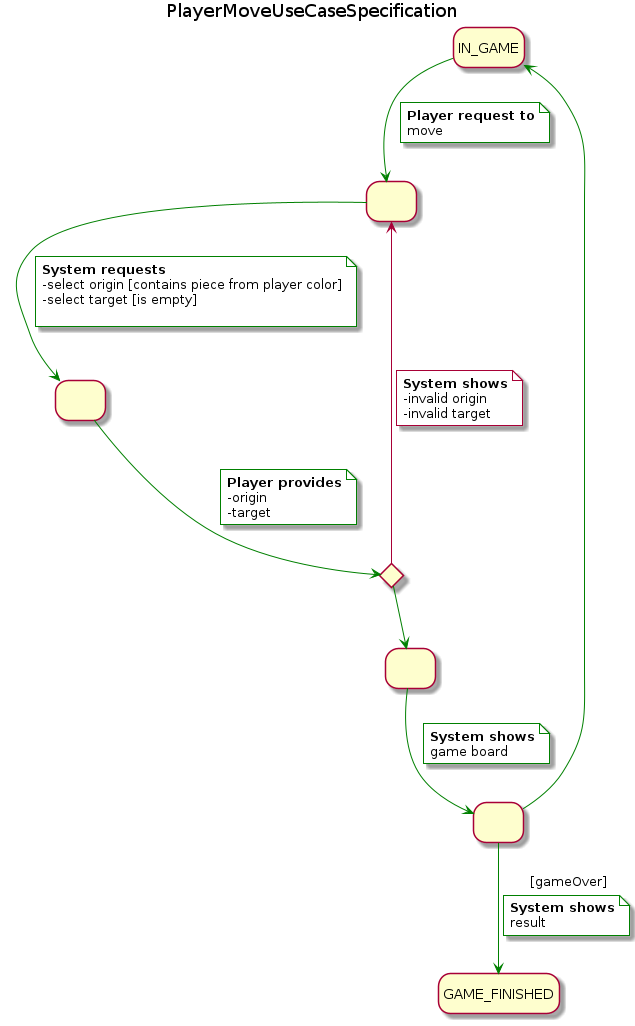 PlayerMoveUseCaseSpecification
IN_GAME
Player request to
move
System requests
-select origin [contains piece from player color]
-select target [is empty]
System shows
-invalid origin
-invalid target
Player provides
-origin
-target
System shows
game board
[gameOver]
System shows
result
GAME_FINISHED